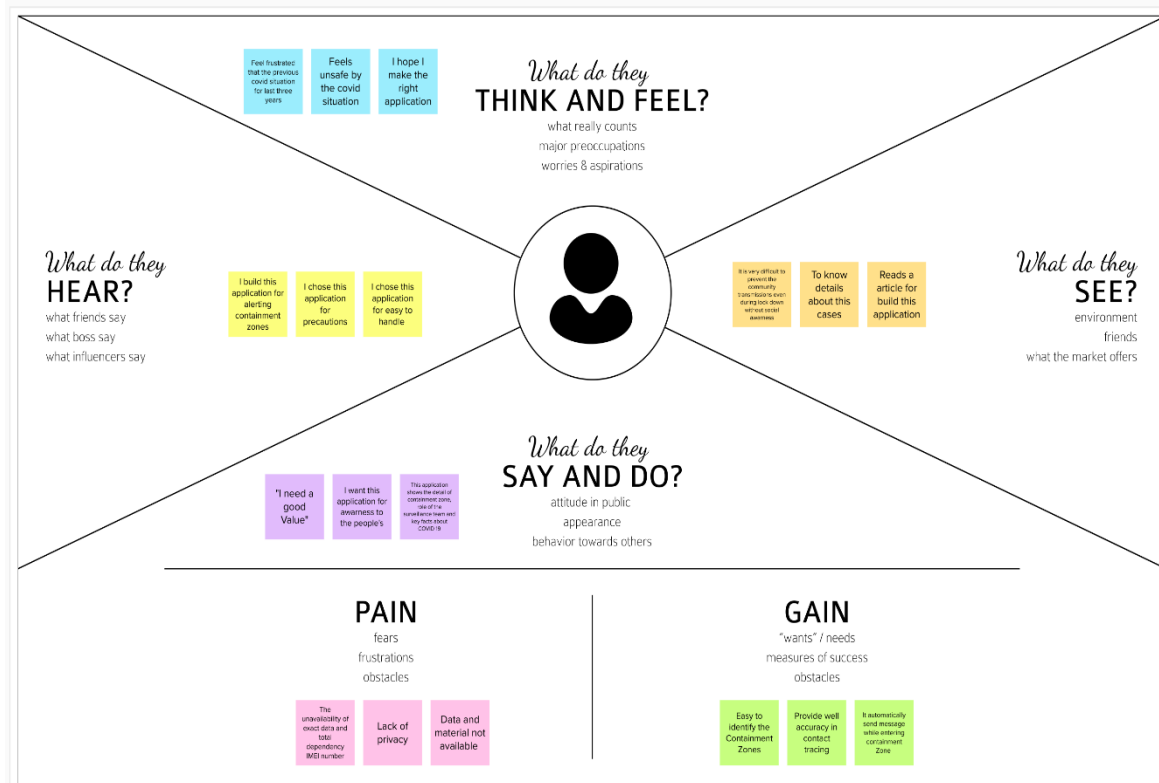 Feel frustrated
that the previous
covid situation
for last three
years
Feels
unsafe by
the covid
situation
I hope I
make the
right
application
What do they
THINK AND FEEL?
what really counts
major preoccupations
worries & aspirations
What do they
HEAR?
what friends say
what boss say
what influencers say
I build this
application for
alerting
containment
zones
I chose this
application
for
precautions
I chose this
application
for easy to
handle
It is very difficult to
prevent the
community
transmissions even
during lock down
without social
awarness
To know
details
about this
cases
Reads a
article for
build this
application
What do they
SEE?
environment
friends
what the market offers
What do they
SAY AND DO?
attitude in public
appearance
behavior towards others
"I need a
good
Value"
I want this
application for
awarness to
the people's
This application
shows the detail of
containment zone,
role of the
surveillance team and
key facts about
COVID 19
PAIN
fears
frustrations
obstacles
The
unavailability of
exact data and
total
dependency
IMEI number
Lack of
privacy
Data and
material not
available
GAIN
"wants" / needs
measures of success
obstacles
Easy to
identify the
Containment
Zones
Provide well
accuracy in
contact
tracing
It automatically
send message
while entering
containment
Zone